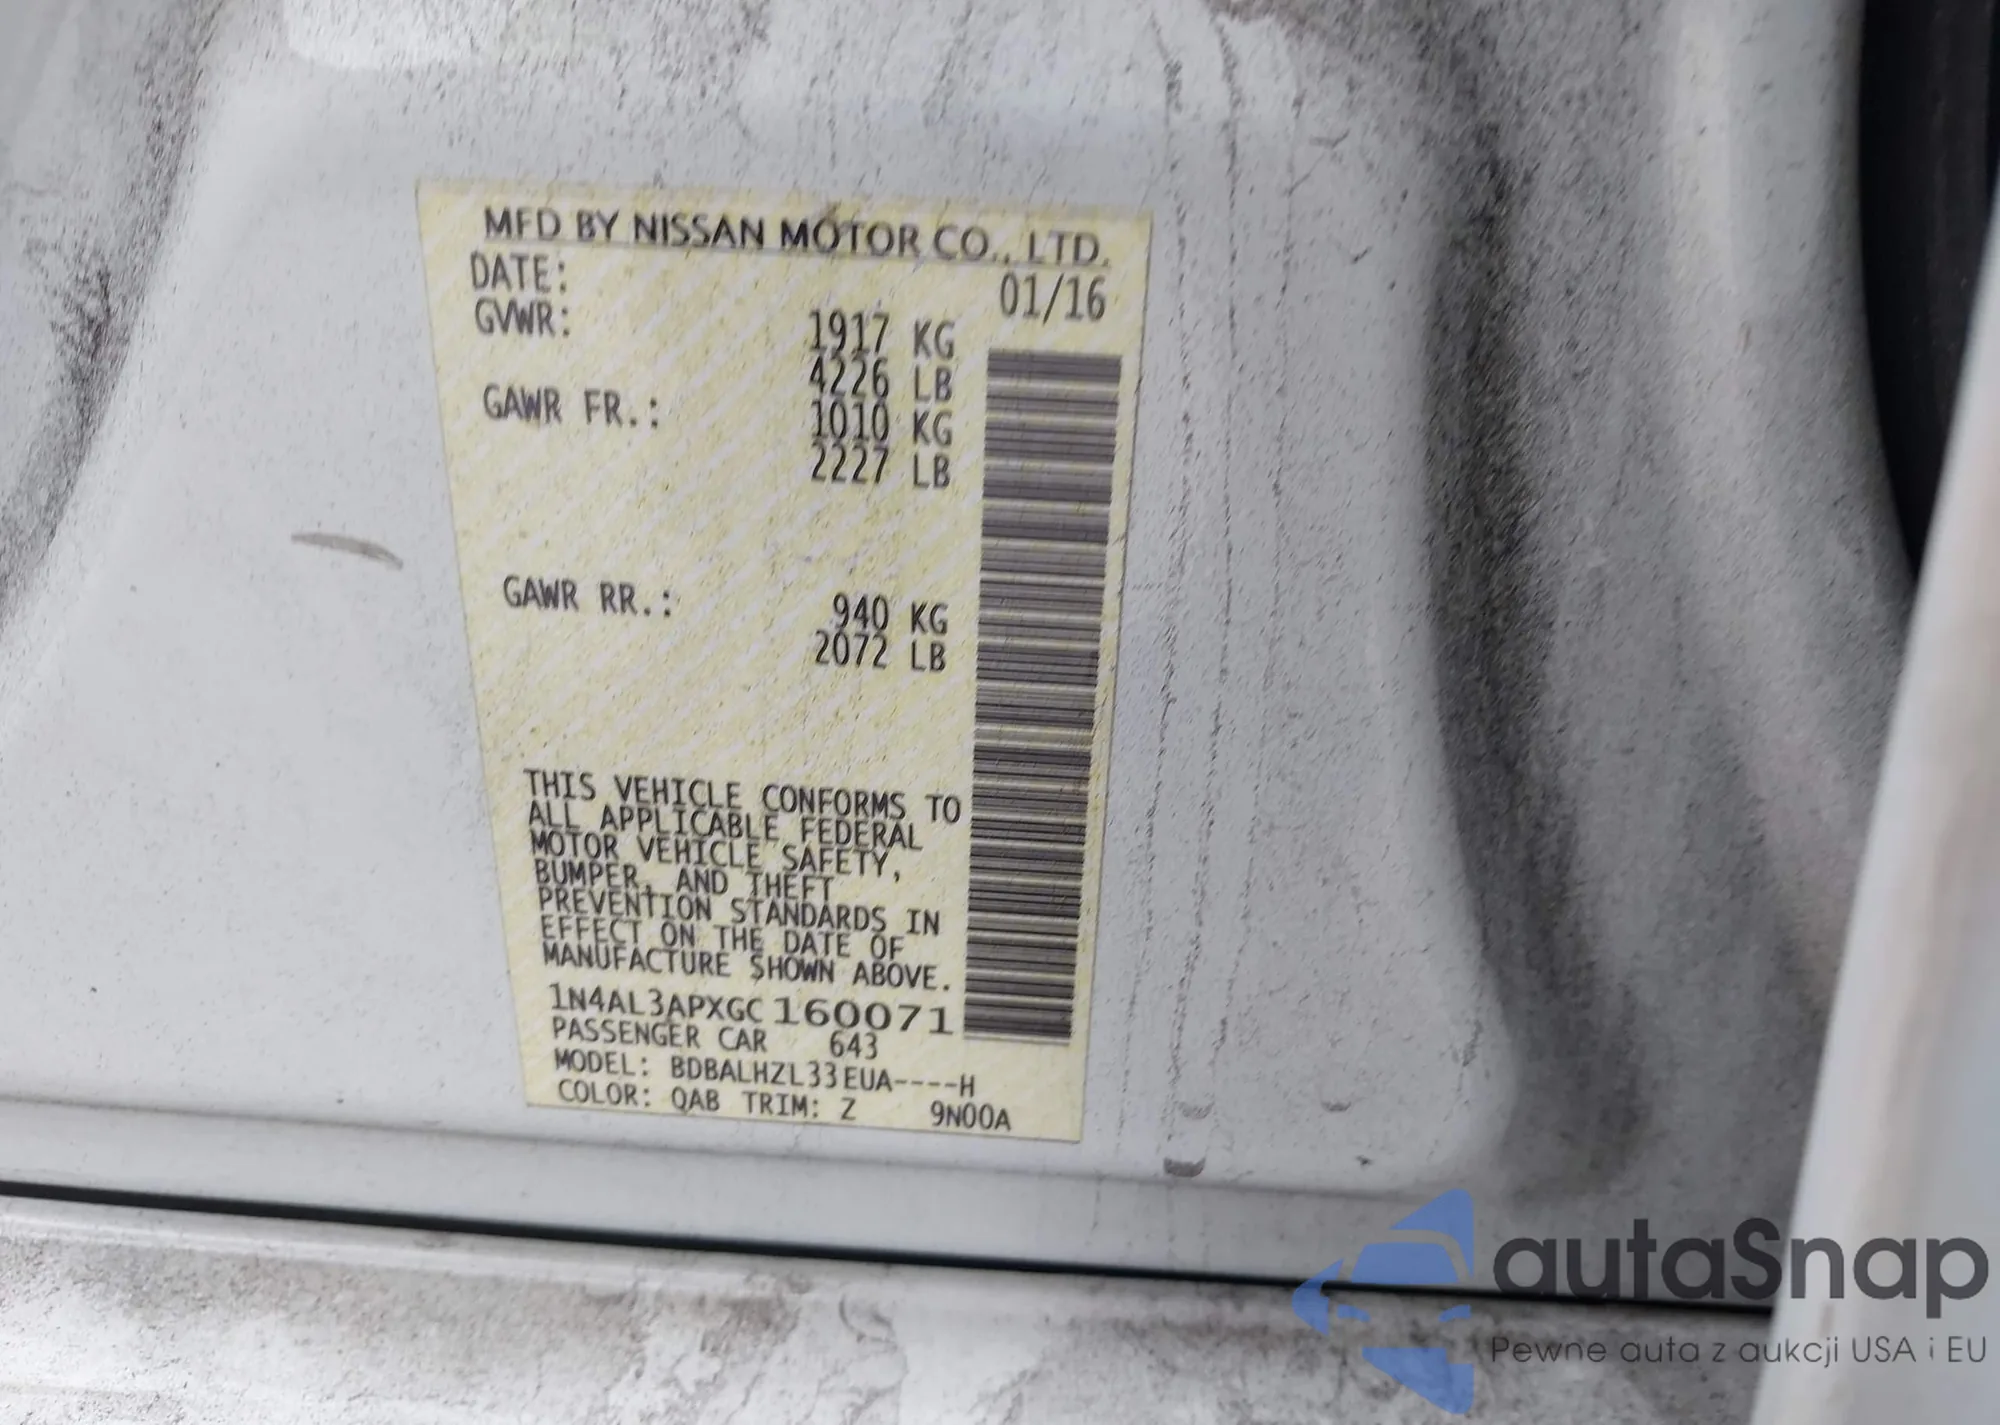 MFD BY NISSAN MOTOR CO., LTD.
DATE: 01/16
GVWR: 1917 KG
4226 LB
GAWR FR.: 1010 KG
2227 LB
GAWR RR.: 940 KG
2072 LB
THIS VEHICLE CONFORMS TO
ALL APPLICABLE FEDERAL
MOTOR VEHICLE SAFETY,
BUMPER, AND THEFT
PREVENTION STANDARDS IN
EFFECT ON THE DATE OF
MANUFACTURE SHOWN ABOVE.
1N4AL3APXGC160071
PASSENGER CAR 643
MODEL: BDBALHZL33EUA----H
COLOR: QAB TRIM: Z 9N00A
autaSnap
Pewne auta z aukcji USA i EU